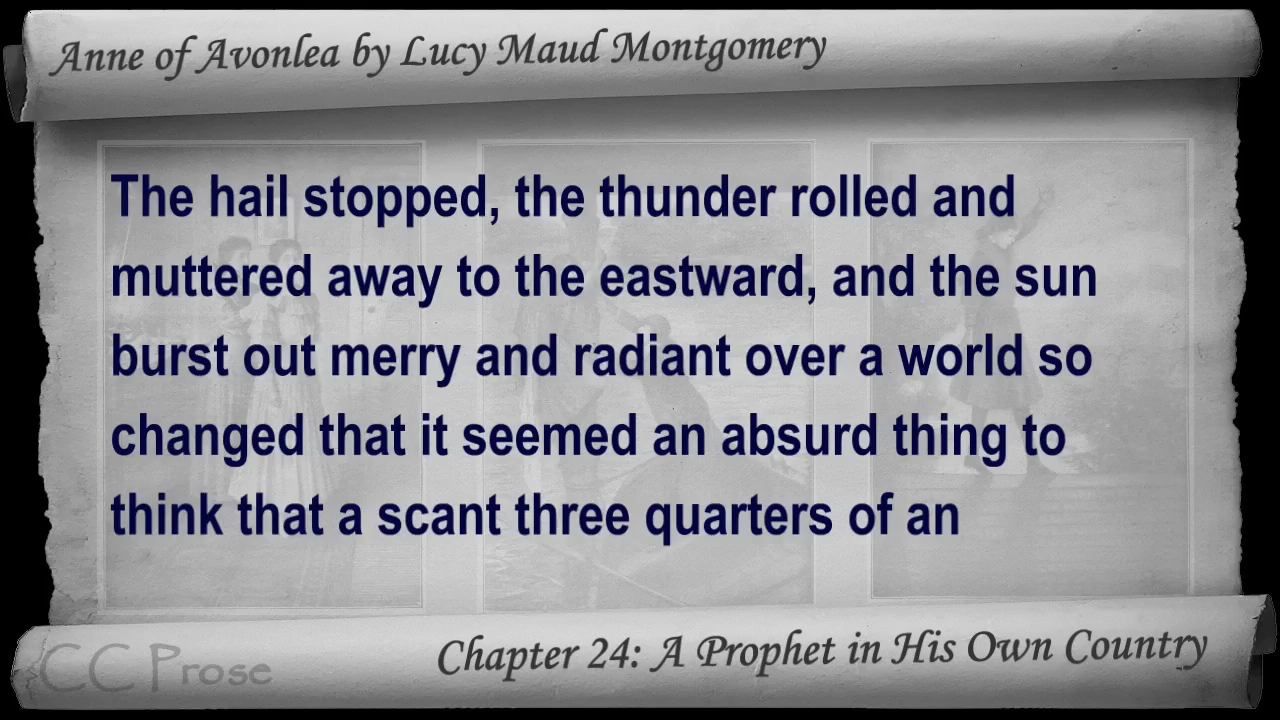 Anne of Avonlea by Lucy Maud Montgomery
The hail stopped, the thunder rolled and
muttered away to the eastward, and the sun
burst out merry and radiant over a world so
changed that it seemed an absurd thing to
think that a scant three quarters of an
Chapter 24: A Prophet in His Own Country
CC Prose